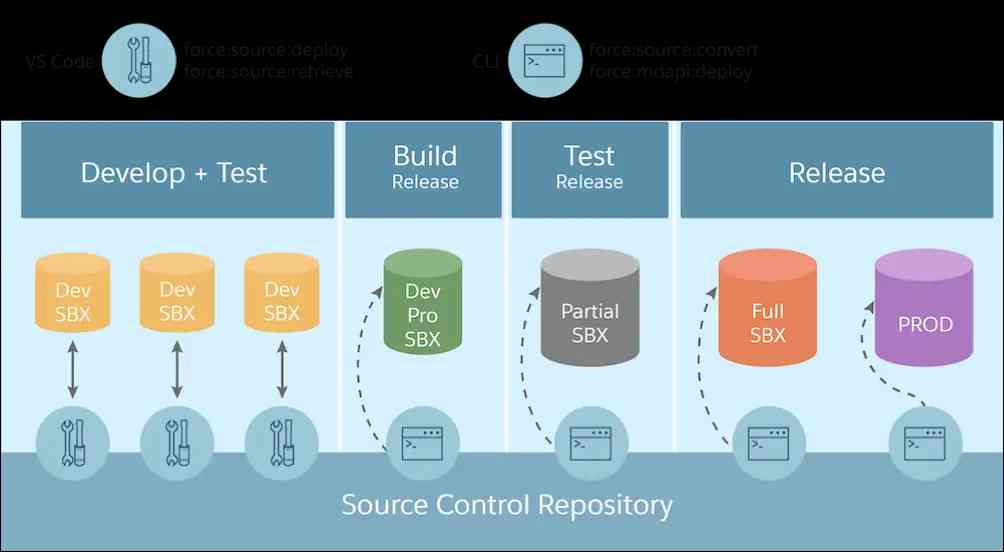 VS Code
force:source:deploy
force:source:retrieve
CLI
force:source:convert
force:mdapi:deploy
Develop + Test
Build
Release
Test
Release
Release
Dev
SBX
Dev
SBX
Dev
SBX
Dev
Pro
SBX
Partial
SBX
Full
SBX
PROD
>_
>_
>_
>_
>_
Source Control Repository